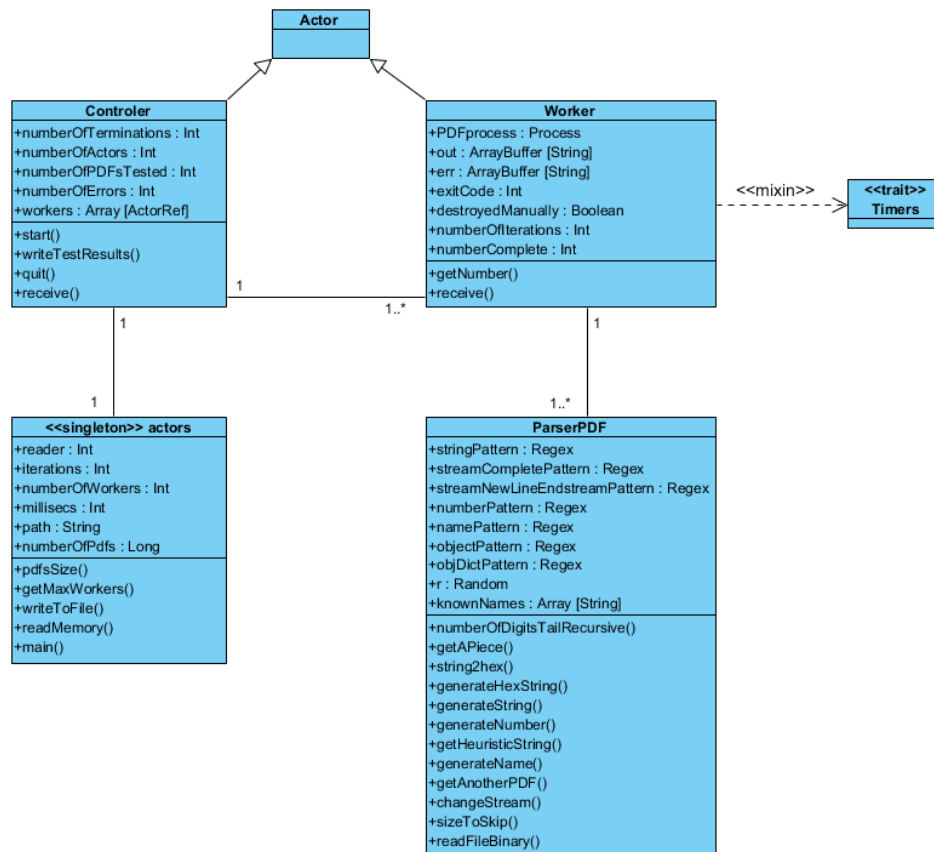 Actor
Controler
+numberOfTerminations : Int
+numberOfActors : Int
+numberOfPDFsTested : Int
+numberOfErrors : Int
+workers : Array [ActorRef]
+start()
+writeTestResults()
+quit()
+receive()
Worker
+PDFprocess : Process
+out : ArrayBuffer [String]
+err : ArrayBuffer [String]
+exitCode : Int
+destroyedManually : Boolean
+numberOfIterations : Int
+numberComplete : Int
+getNumber()
+receive()
<<mixin>>
<<trait>>
Timers
1
1..*
1
1
1
1..*
<<singleton>> actors
+reader : Int
+iterations : Int
+numberOfWorkers : Int
+millisecs : Int
+path : String
+numberOfPdfs : Long
+pdfsSize()
+getMaxWorkers()
+writeToFile()
+readMemory()
+main()
ParserPDF
+stringPattern : Regex
+streamCompletePattern : Regex
+streamNewLineEndstreamPattern : Regex
+numberPattern : Regex
+namePattern : Regex
+objectPattern : Regex
+objDictPattern : Regex
+r : Random
+knownNames : Array [String]
+numberOfDigitsTailRecursive()
+getAPiece()
+string2hex()
+generateHexString()
+generateString()
+generateNumber()
+getHeuristicString()
+generateName()
+getAnotherPDF()
+changeStream()
+sizeToSkip()
+readFileBinary()